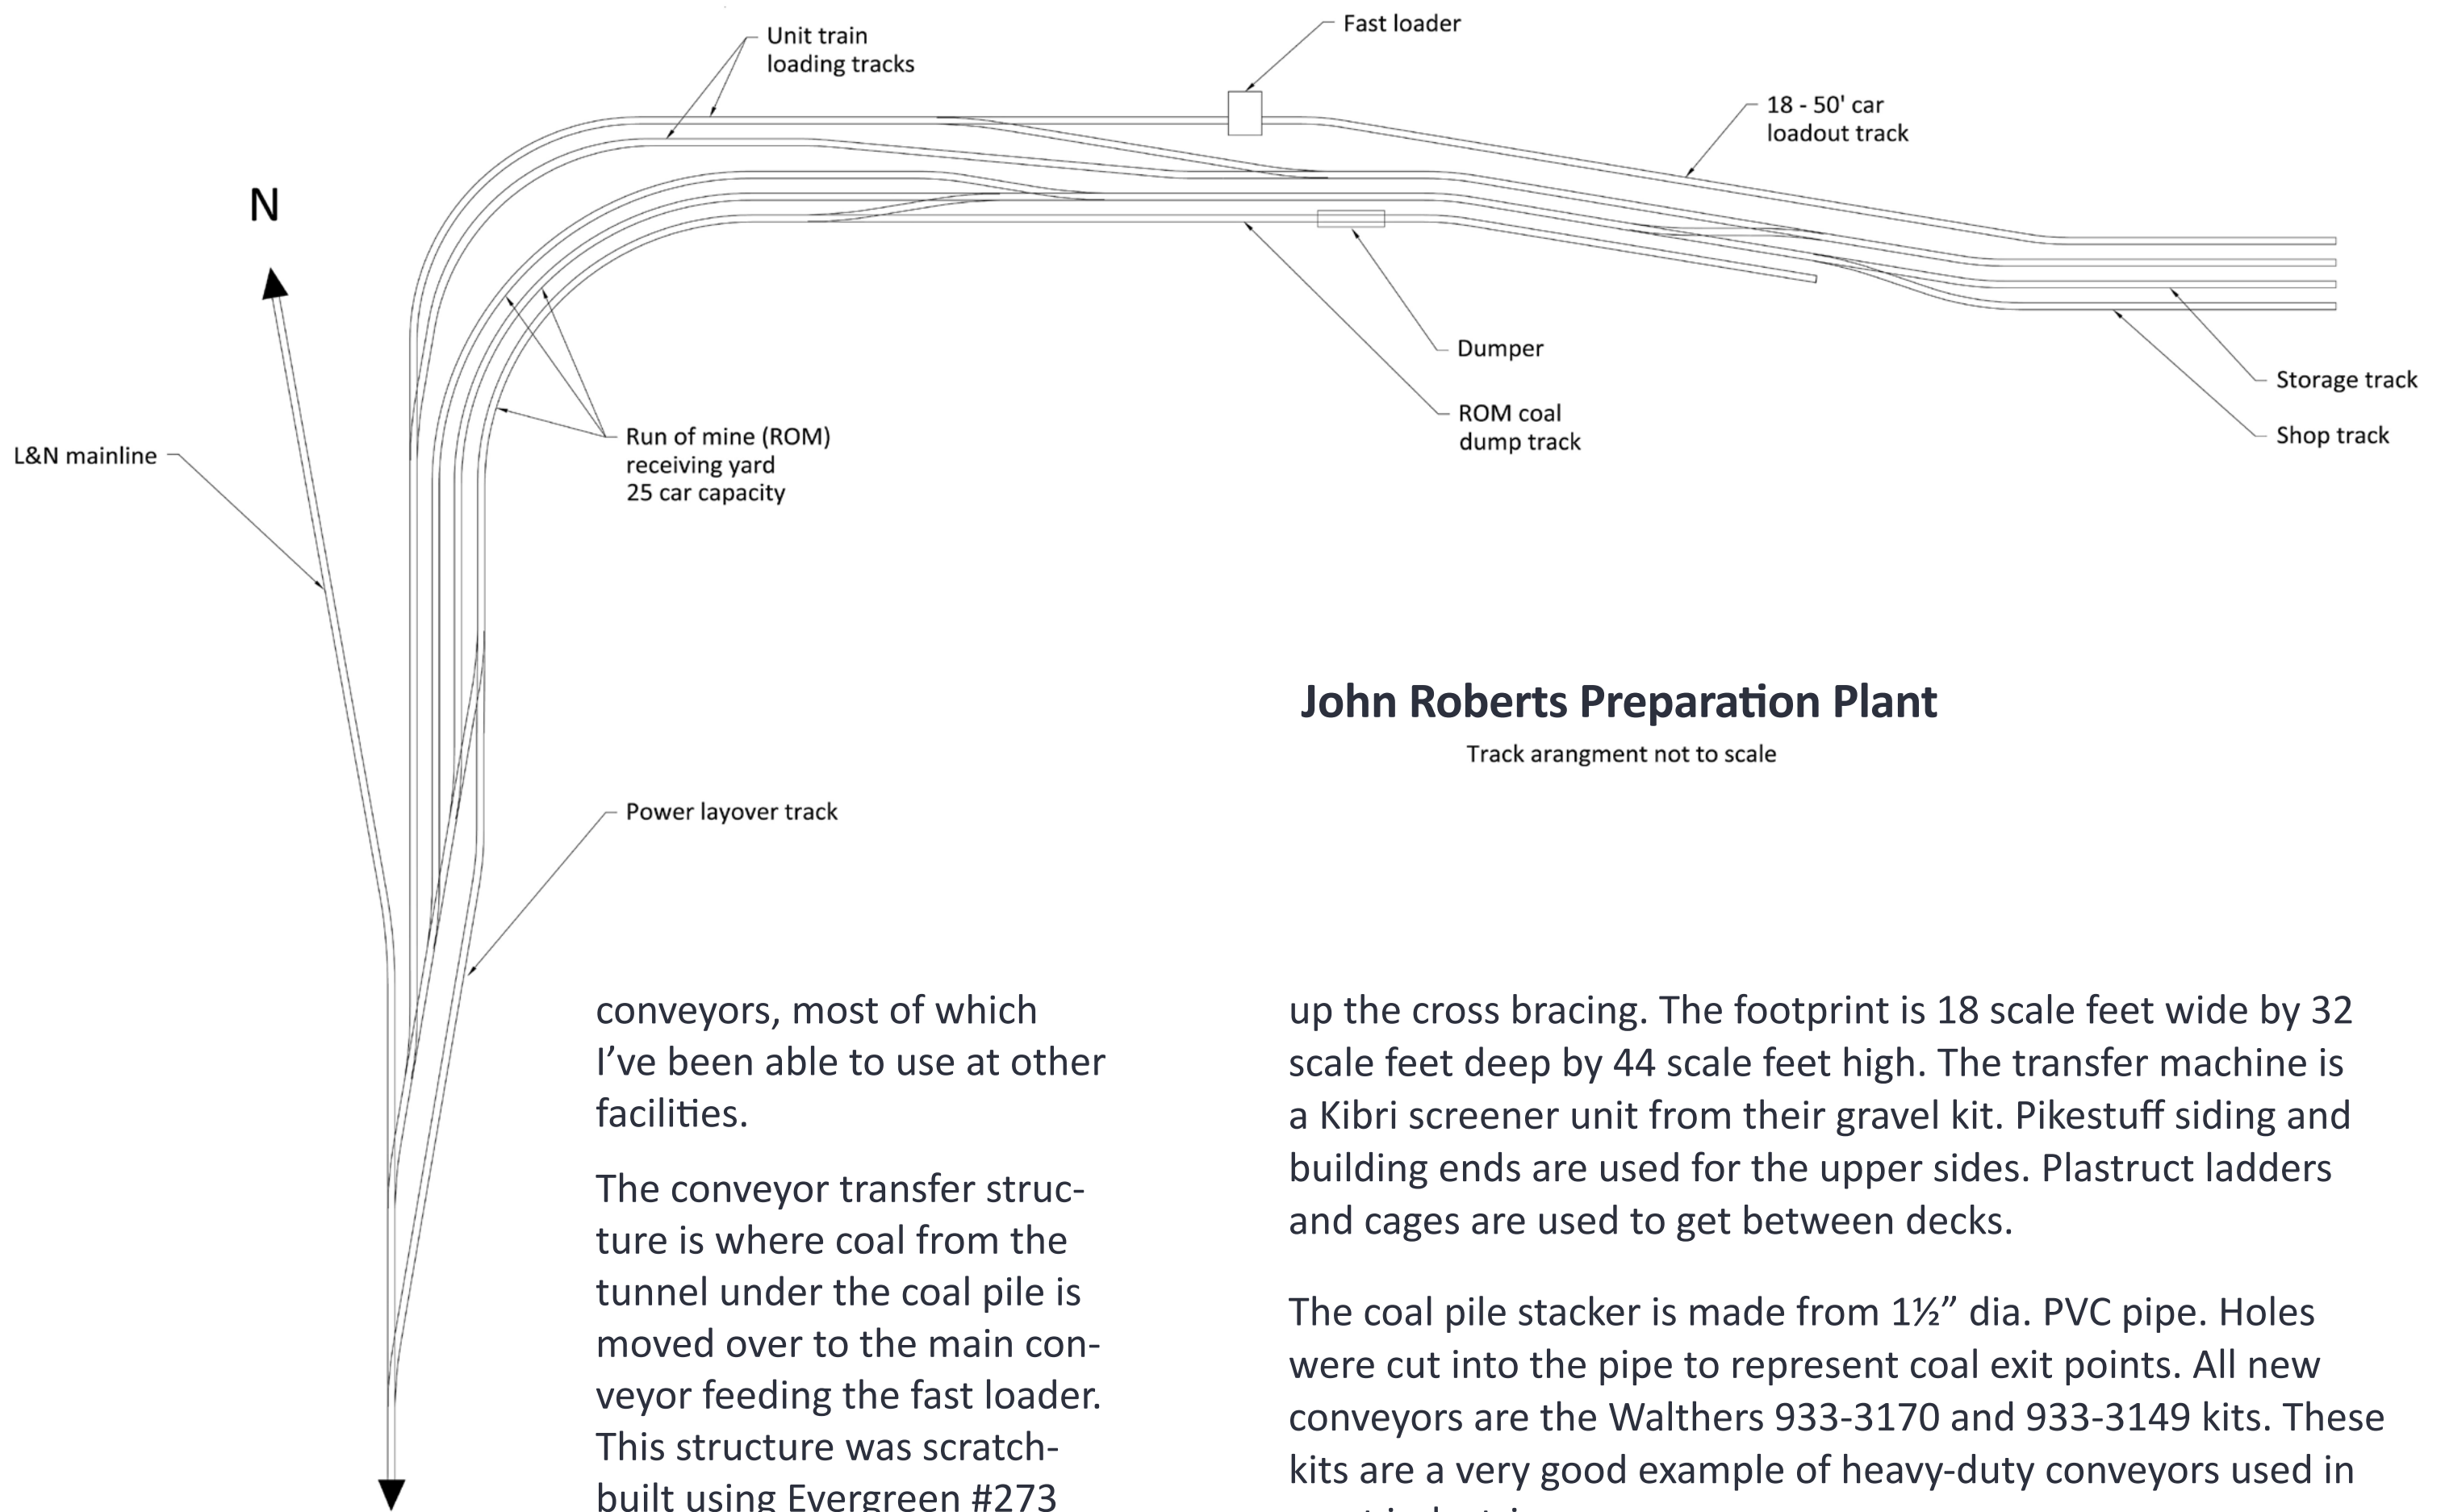 Unit train
loading tracks
Fast loader
18 - 50' car
loadout track
N
L&N mainline
Run of mine (ROM)
receiving yard
25 car capacity
Dumper
ROM coal
dump track
Storage track
Shop track
Power layover track
John Roberts Preparation Plant
Track arangment not to scale
conveyors, most of which
I’ve been able to use at other
facilities.
The conveyor transfer struc-
ture is where coal from the
tunnel under the coal pile is
moved over to the main con-
veyor feeding the fast loader.
This structure was scratch-
built using Evergreen #273
up the cross bracing. The footprint is 18 scale feet wide by 32
scale feet deep by 44 scale feet high. The transfer machine is
a Kibri screener unit from their gravel kit. Pikestuff siding and
building ends are used for the upper sides. Plastruct ladders
and cages are used to get between decks.
The coal pile stacker is made from 1½” dia. PVC pipe. Holes
were cut into the pipe to represent coal exit points. All new
conveyors are the Walthers 933-3170 and 933-3149 kits. These
kits are a very good example of heavy-duty conveyors used in